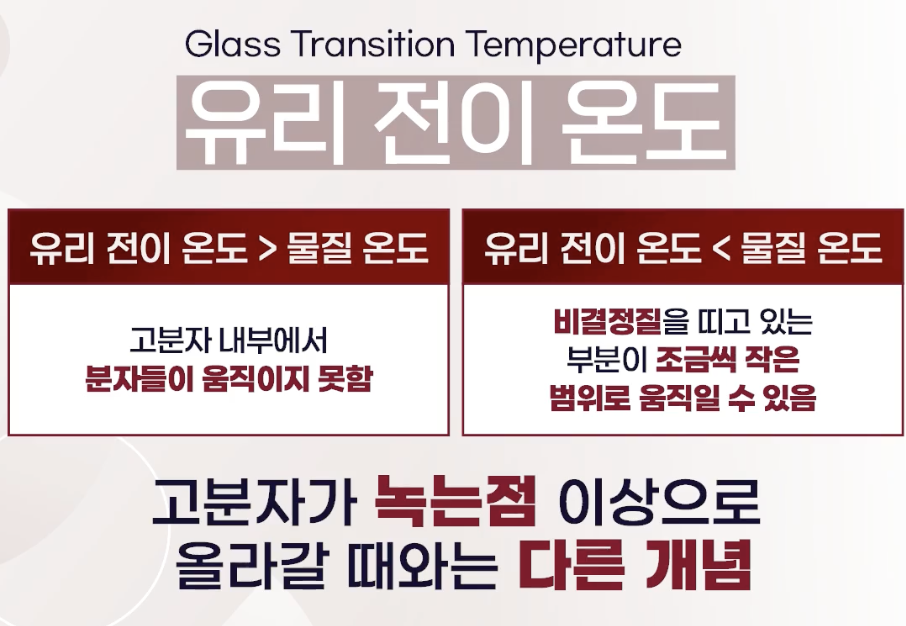 Glass Transition Temperature
유리 전이 온도
유리 전이 온도 > 물질 온도
고분자 내부에서
분자들이 움직이지 못함
유리 전이 온도 < 물질 온도
비결정질을 띠고 있는
부분이 조금씩 작은
범위로 움직일 수 있음
고분자가 녹는점 이상으로
올라갈 때와는 다른 개념